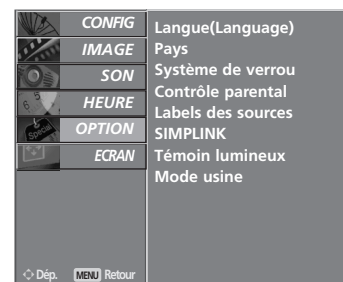 CONFIG
IMAGE
SON
HEURE
OPTION
ECRAN
Langue(Language)
Pays
Système de verrou
Contrôle parental
Labels des sources
SIMPLINK
Témoin lumineux
Mode usine
Dép. MENU Retour